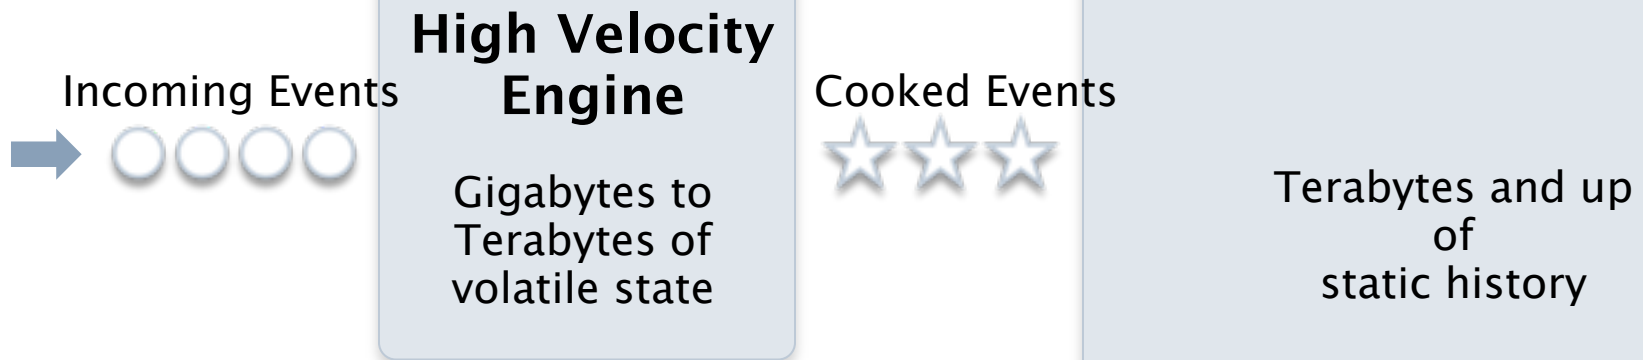 Incoming Events
High Velocity
Engine
Gigabytes to
Terabytes of
volatile state
Cooked Events
Terabytes and up
of
static history